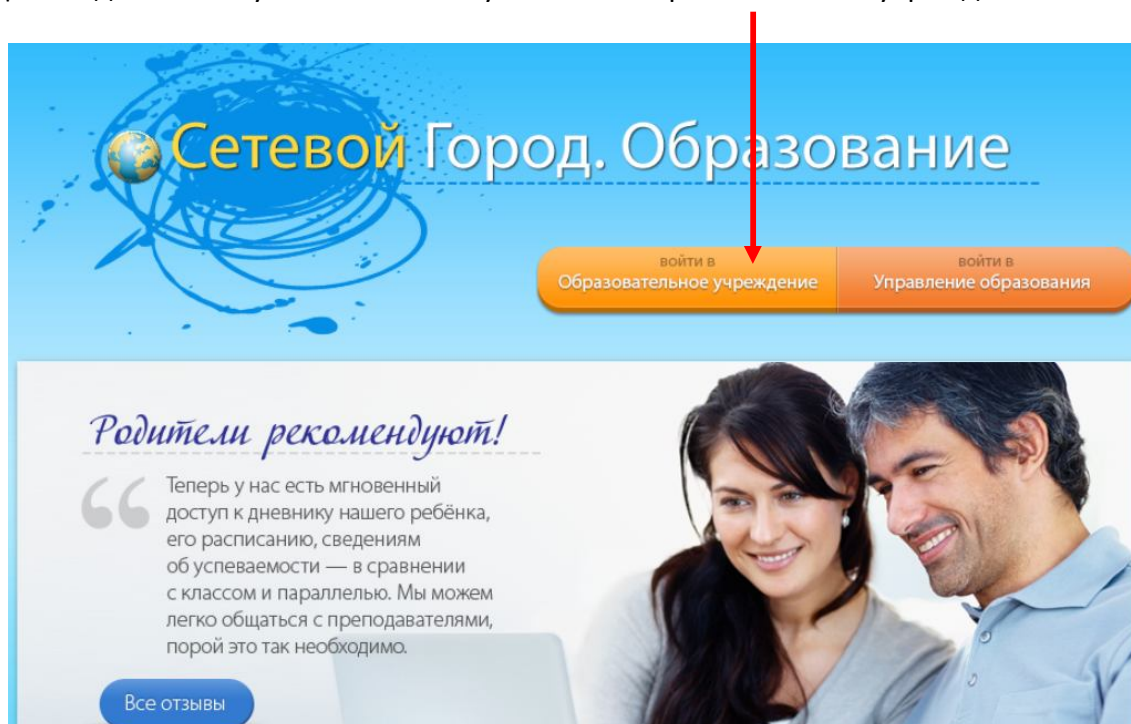 Сетевой Город. Образование
войти в
Образовательное учреждение
войти в
Управление образования
Родители рекомендуют!
“ Теперь у нас есть мгновенный
доступ к дневнику нашего ребёнка,
его расписанию, сведениям
об успеваемости — в сравнении
с классом и параллелью. Мы можем
легко общаться с преподавателями,
порой это так необходимо.
Все отзывы